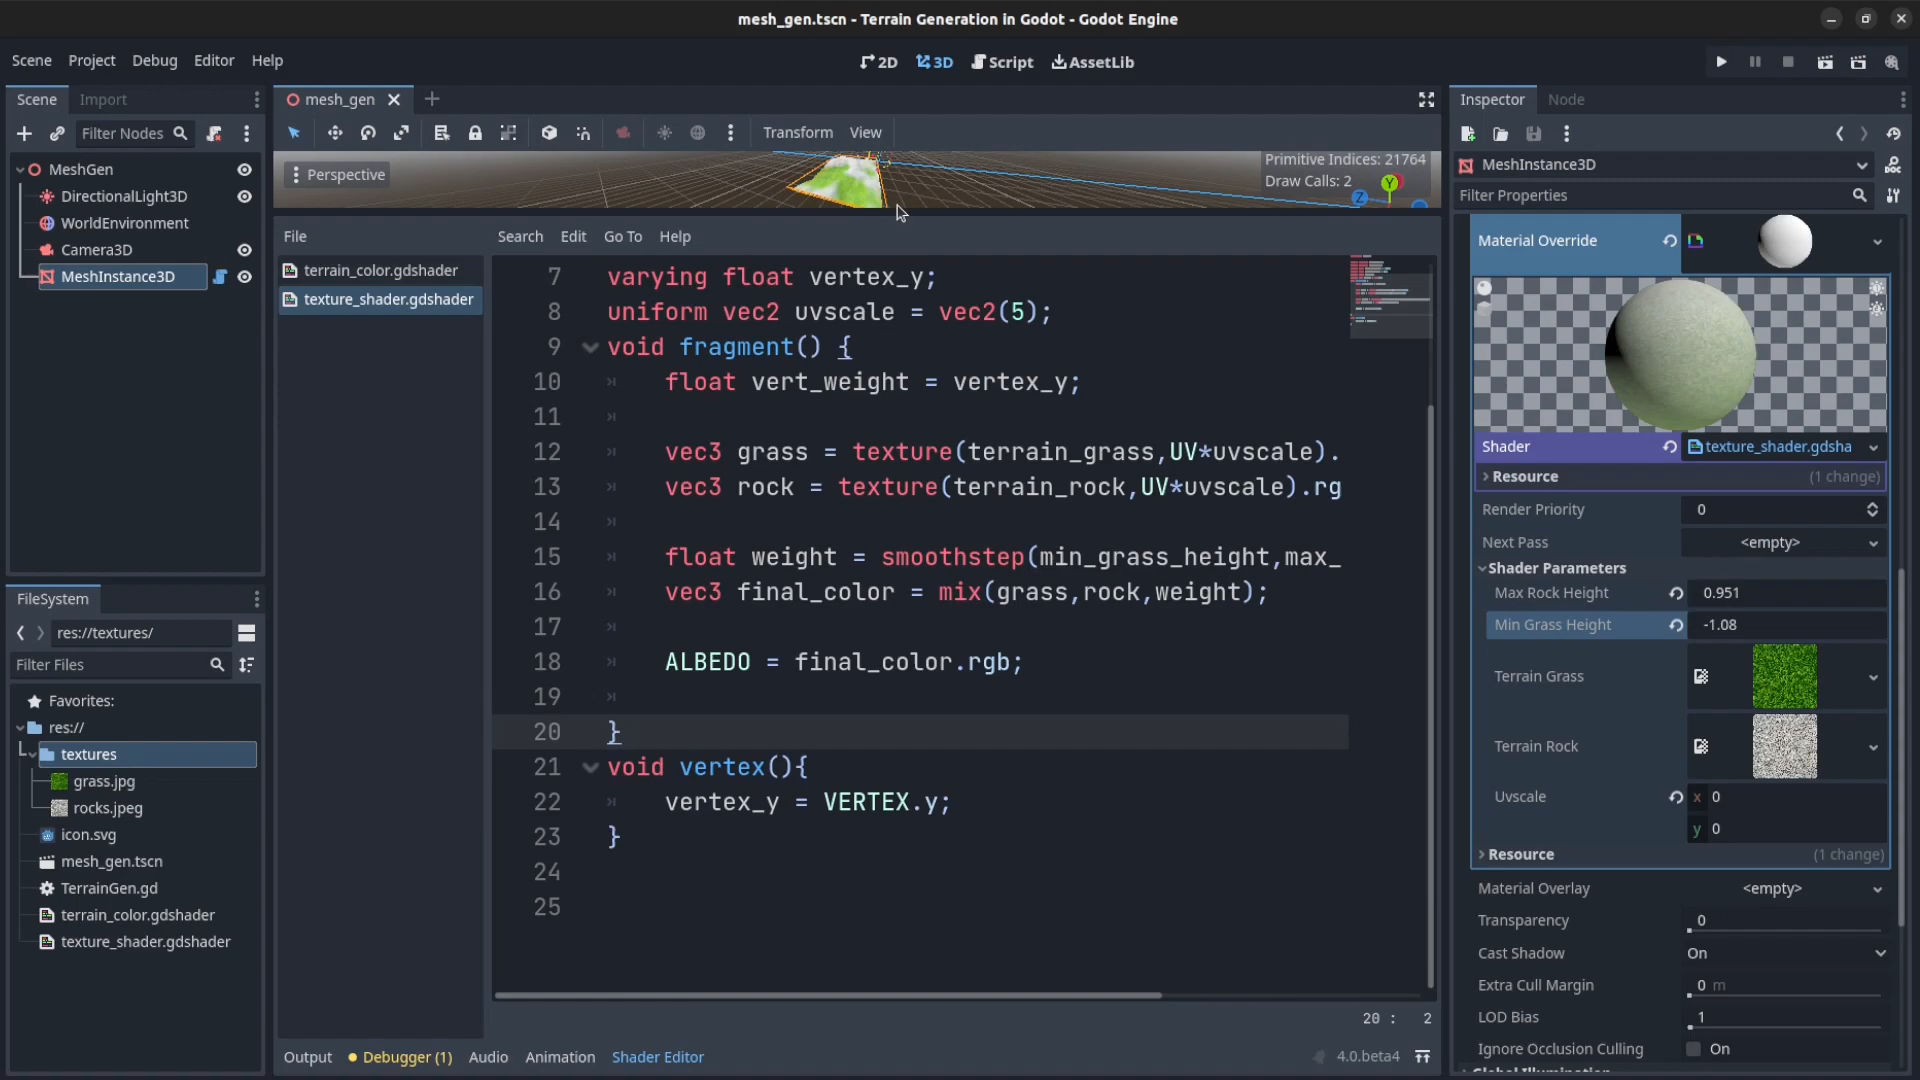 mesh_gen.tscn - Terrain Generation in Godot - Godot Engine
Scene Project Debug Editor Help
2D 3D Script AssetLib
Scene Import
Filter Nodes
MeshGen
DirectionalLight3D
WorldEnvironment
Camera3D
MeshInstance3D
FileSystem
res://textures/
Filter Files
Favorites:
res://
textures
grass.jpg
rocks.jpeg
icon.svg
mesh_gen.tscn
TerrainGen.gd
terrain_color.gdshader
texture_shader.gdshader
mesh_gen
Transform View
Perspective
Primitive Indices: 21764
Draw Calls: 2
Y
Z
File
Search Edit Go To Help
terrain_color.gdshader
texture_shader.gdshader
7 varying float vertex_y;
8 uniform vec2 uvscale = vec2(5);
9 void fragment() {
10 float vert_weight = vertex_y;
11
12 vec3 grass = texture(terrain_grass,UV*uvscale).
13 vec3 rock = texture(terrain_rock,UV*uvscale).rg
14
15 float weight = smoothstep(min_grass_height,max_
16 vec3 final_color = mix(grass,rock,weight);
17
18 ALBEDO = final_color.rgb;
19
20 }
21 void vertex(){
22 vertex_y = VERTEX.y;
23 }
24
25
20 : 2
Output Debugger (1) Audio Animation Shader Editor
4.0.beta4
Inspector Node
MeshInstance3D
Filter Properties
Material Override
Shader texture_shader.gdsha
Resource (1 change)
Render Priority 0
Next Pass <empty>
Shader Parameters
Max Rock Height 0.951
Min Grass Height -1.08
Terrain Grass
Terrain Rock
Uvscale x 0
y 0
Resource (1 change)
Material Overlay <empty>
Transparency 0
Cast Shadow On
Extra Cull Margin 0 m
LOD Bias 1
Ignore Occlusion Culling On
Global Illumination